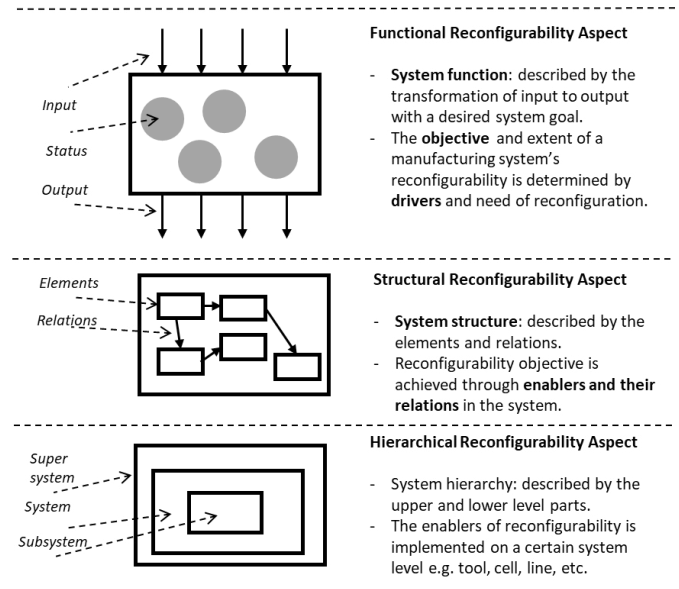 Functional Reconfigurability Aspect
Input
Status
Output
- System function: described by the
transformation of input to output
with a desired system goal.
- The objective and extent of a
manufacturing system's
reconfigurability is determined by
drivers and need of reconfiguration.
Structural Reconfigurability Aspect
Elements
Relations
- System structure: described by the
elements and relations.
- Reconfigurability objective is
achieved through enablers and their
relations in the system.
Hierarchical Reconfigurability Aspect
Super
system
System
Subsystem
- System hierarchy: described by the
upper and lower level parts.
- The enablers of reconfigurability is
implemented on a certain system
level e.g. tool, cell, line, etc.